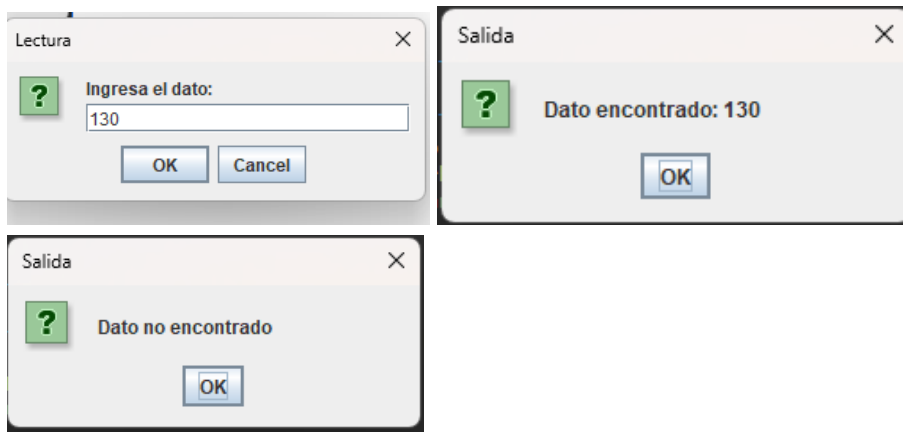 Lectura
Ingresa el dato:
130
OK Cancel
Salida
Dato encontrado: 130
OK
Salida
Dato no encontrado
OK